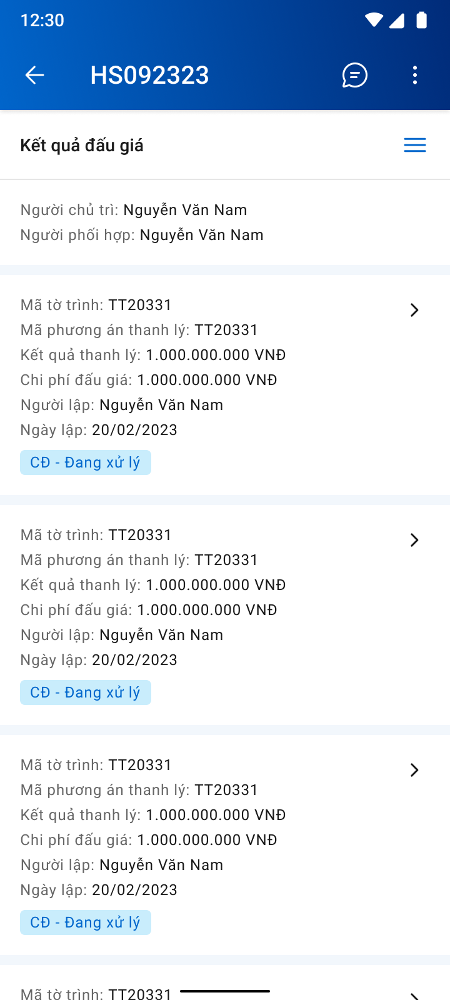 12:30
HS092323
Kết quả đấu giá
Người chủ trì: Nguyễn Văn Nam
Người phối hợp: Nguyễn Văn Nam
Mã tờ trình: TT20331
Mã phương án thanh lý: TT20331
Kết quả thanh lý: 1.000.000.000 VNĐ
Chi phí đấu giá: 1.000.000.000 VNĐ
Người lập: Nguyễn Văn Nam
Ngày lập: 20/02/2023
CĐ - Đang xử lý
Mã tờ trình: TT20331
Mã phương án thanh lý: TT20331
Kết quả thanh lý: 1.000.000.000 VNĐ
Chi phí đấu giá: 1.000.000.000 VNĐ
Người lập: Nguyễn Văn Nam
Ngày lập: 20/02/2023
CĐ - Đang xử lý
Mã tờ trình: TT20331
Mã phương án thanh lý: TT20331
Kết quả thanh lý: 1.000.000.000 VNĐ
Chi phí đấu giá: 1.000.000.000 VNĐ
Người lập: Nguyễn Văn Nam
Ngày lập: 20/02/2023
CĐ - Đang xử lý
Mã tờ trình: TT20331